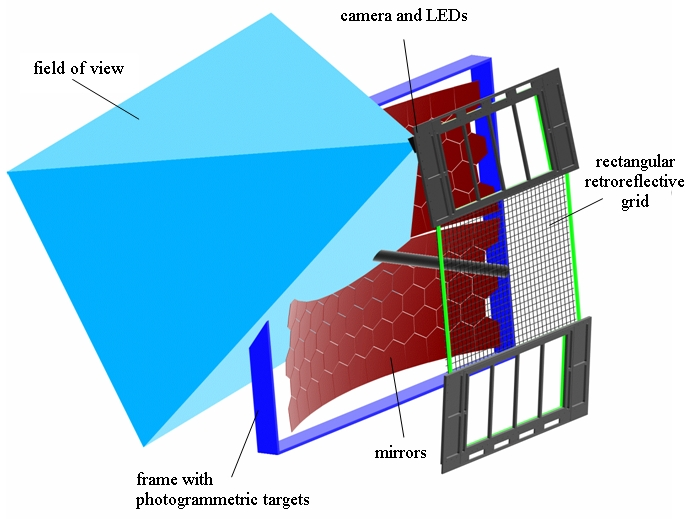 camera and LEDs
field of view
rectangular
retroreflective
grid
mirrors
frame with
photogrammetric targets